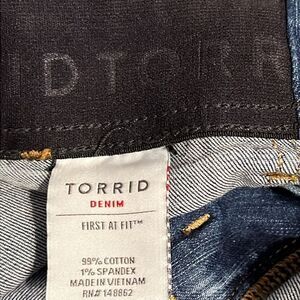 IDTORR
TORRID
DENIM
FIRST AT FIT™
99% COTTON
1% SPANDEX
MADE IN VIETNAM
RN# 148862